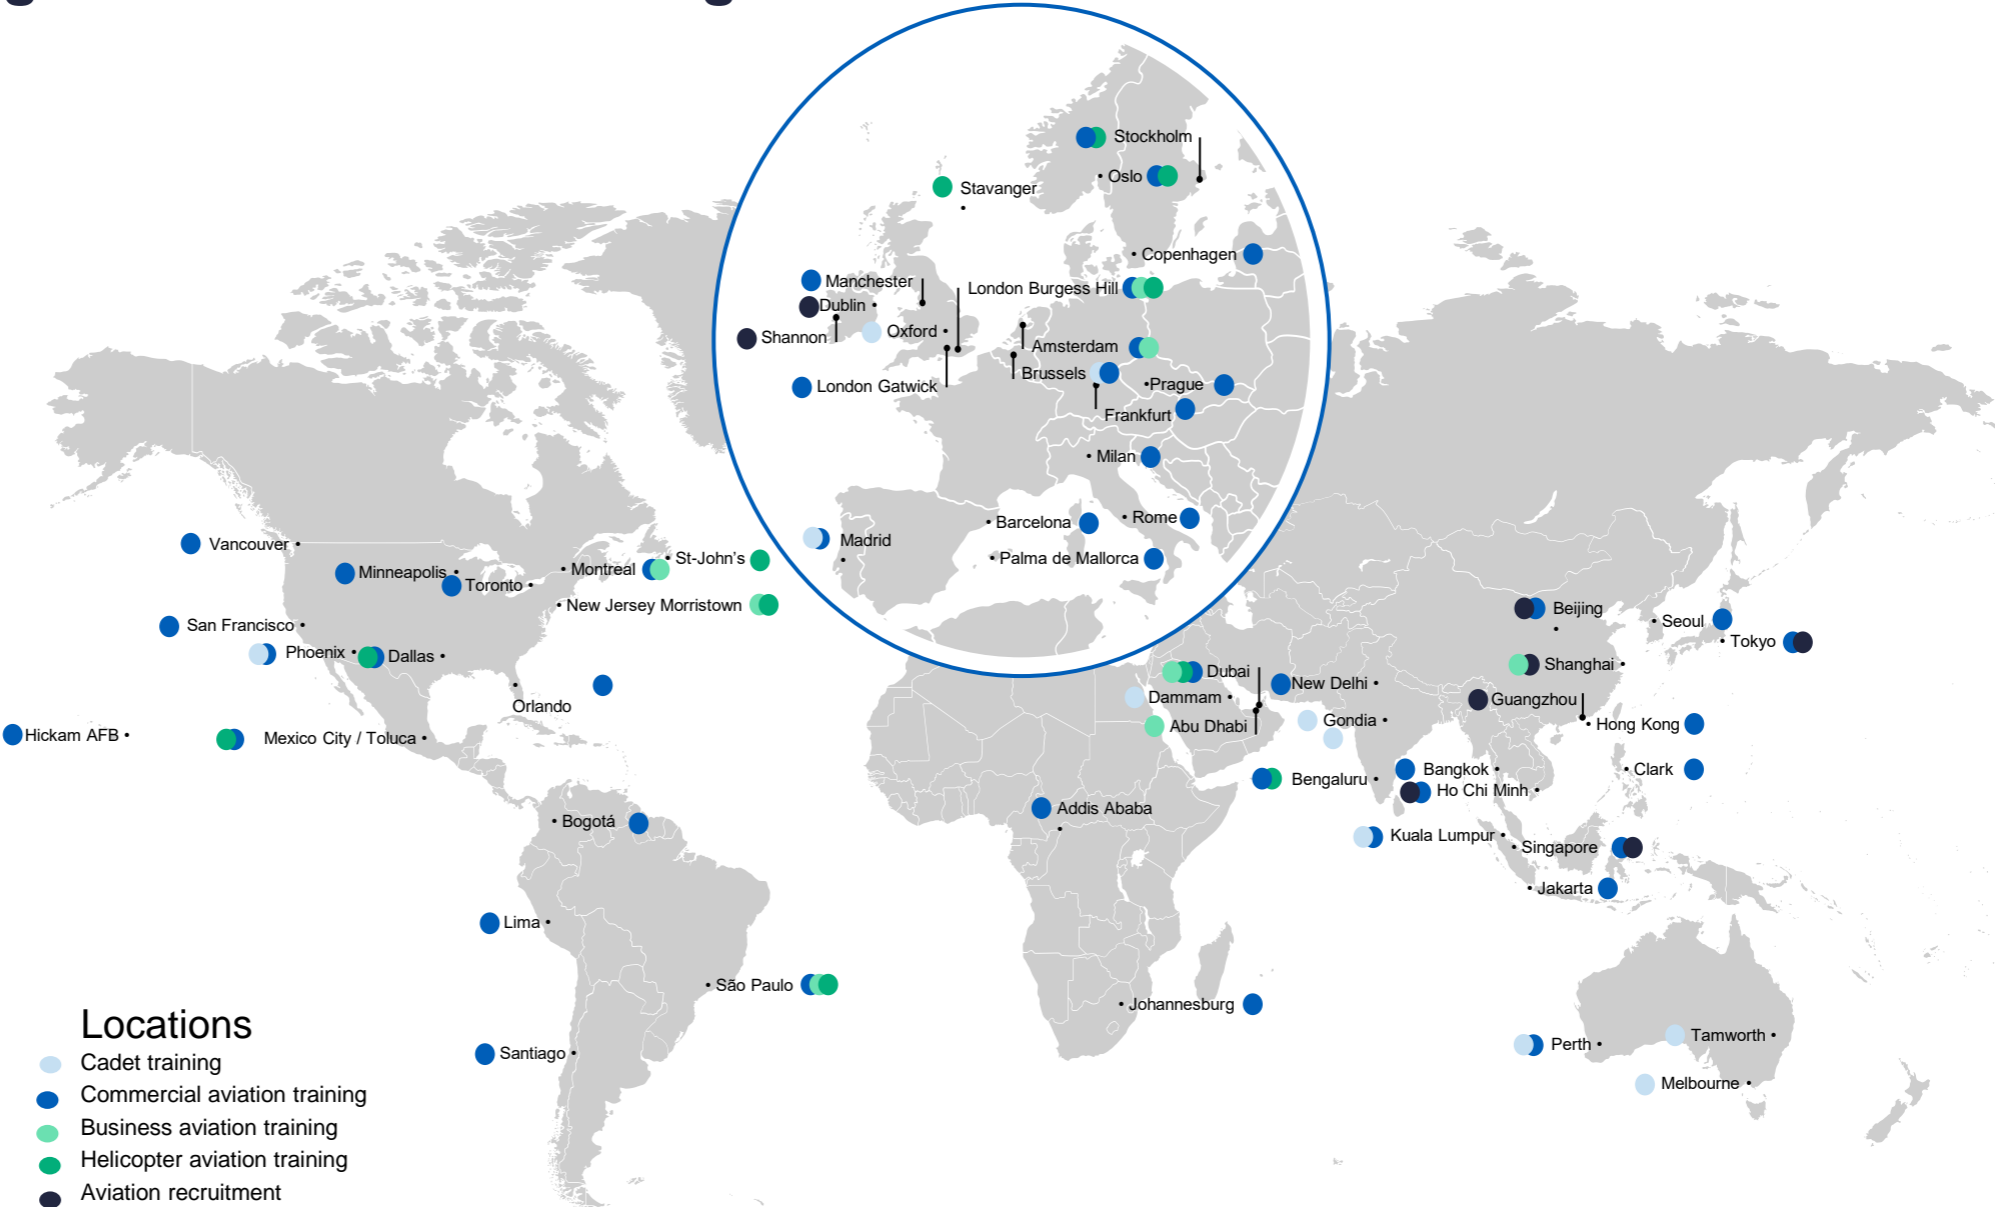 Stockholm
Oslo
Stavanger
Copenhagen
Manchester
London Burgess Hill
Dublin
Oxford
Shannon
Amsterdam
Brussels
Prague
London Gatwick
Frankfurt
Milan
Barcelona
Rome
Madrid
Palma de Mallorca
Vancouver
Minneapolis
Toronto
Montreal
St-John's
New Jersey Morristown
San Francisco
Phoenix
Dallas
Orlando
Hickam AFB
Mexico City / Toluca
Beijing
Seoul
Tokyo
Shanghai
Dubai
New Delhi
Dammam
Guangzhou
Abu Dhabi
Gondia
Hong Kong
Bengaluru
Bangkok
Clark
Ho Chi Minh
Addis Ababa
Bogotá
Kuala Lumpur
Singapore
Jakarta
Lima
São Paulo
Johannesburg
Santiago
Perth
Tamworth
Melbourne
Locations
Cadet training
Commercial aviation training
Business aviation training
Helicopter aviation training
Aviation recruitment